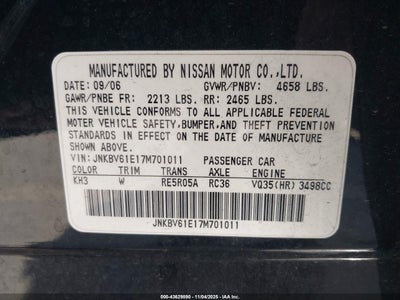 MANUFACTURED BY NISSAN MOTOR CO.,LTD.
DATE: 09/06 GVWR/PNBV: 4658 LBS.
GAWR/PNBE FR: 2213 LBS. RR: 2465 LBS.
THIS VEHICLE CONFORMS TO ALL APPLICABLE FEDERAL
MOTOR VEHICLE SAFETY,BUMPER,AND THEFT PREVENTION
STANDARDS IN EFFECT ON THE DATE OF MANUFACTURE
SHOWN ABOVE.
VIN: JNKBV61E17M701011 PASSENGER CAR
COLOR TRIM TRANS AXLE ENGINE
KH3 W RE5R05A RC36 VQ35(HR) 3498CC
JNKBV61E17M701011
000-43629890 - 11/04/2025 - IAAI.COM